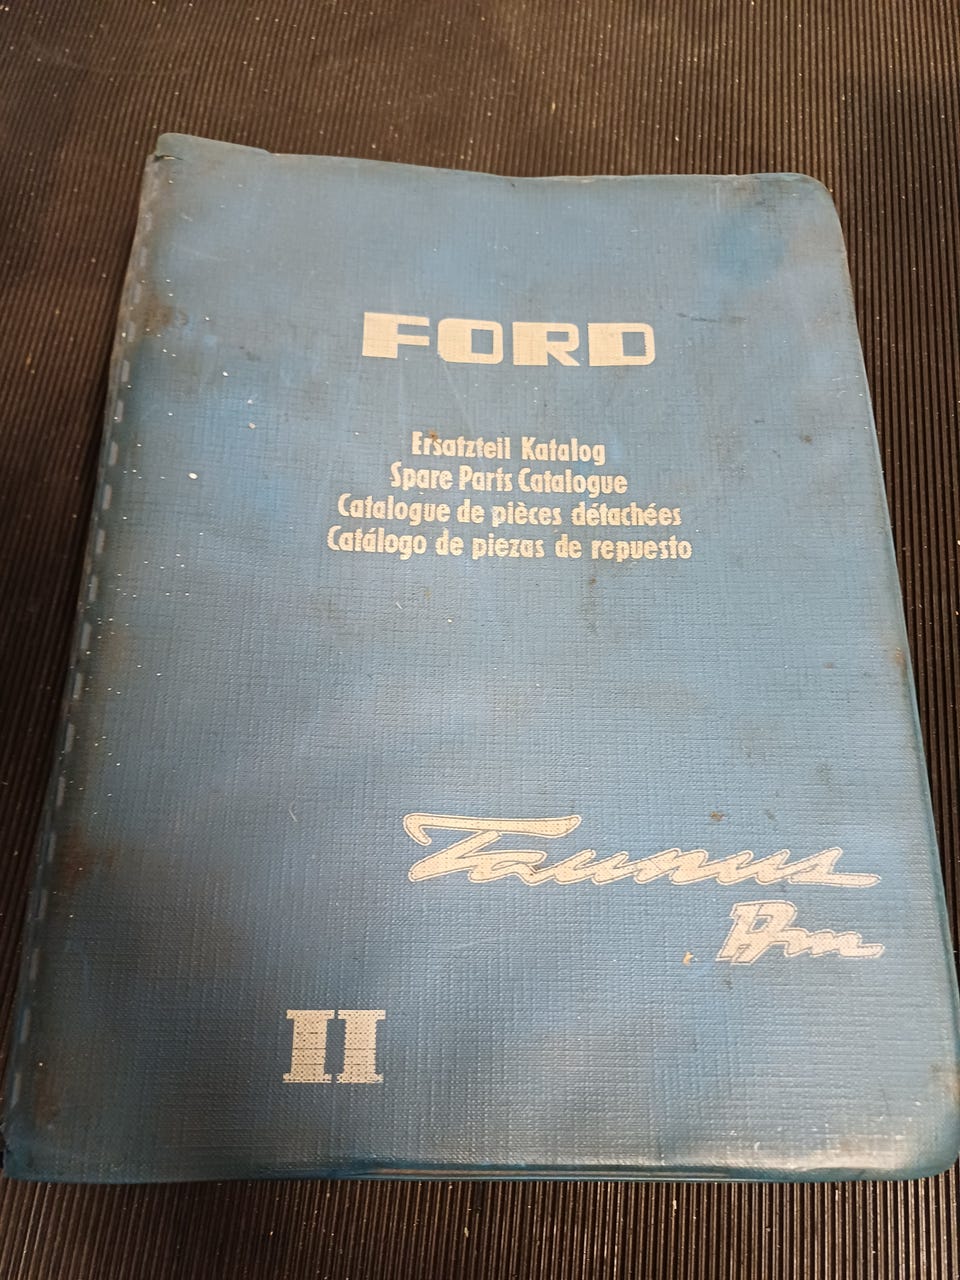 FORD
Ersatzteil Katalog
Spare Parts Catalogue
Catalogue de pièces détachées
Catálogo de piezas de repuesto
Taunus
17m
II